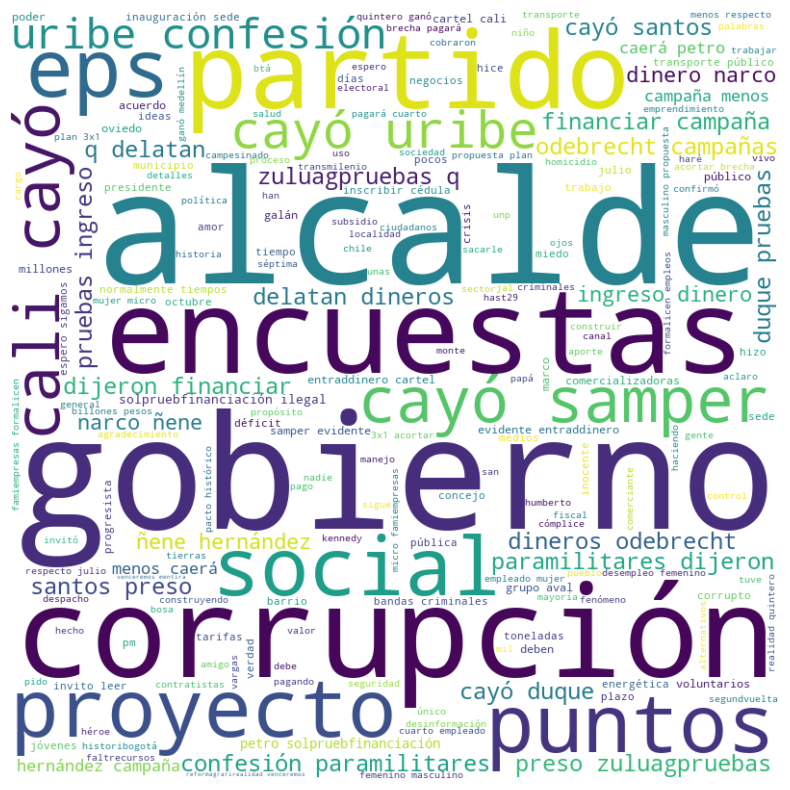 poder
inauguración sede
quintero ganó
cartel cali
transporte
menos respecto
uribe confesión
brecha pagará
niño
cayó santos
palabras
cobraron
caerá petro
trabajar
eps
partido
btá
espero
hice
transporte público
días
negocios
dinero narco
acuerdo
electoral
campaña menos
ideas
ganó medellín
salud
pagará cuarto
emprendimiento
plan 3x1
cayó uribe
financiar campaña
oviedo
q delatan
campesinado
proceso
uso
sociedad
propuesta plan
odebrecht campañas
cali cayó
pruebas ingreso
municipio
transmilenio
pocos
homicidio
acortar brecha
cargo
detalles
zuluagpruebas q
haré
vivo
presidente
han
inscribir cédula
julio
público
confirmó
alcalde
política
amor
galán
subsidio
ciudadanos
crisis
unp
trabajo
masculino propuesta
duque pruebas
historia
localidad
sacarle
miedo
ojos
millones
tiempo
chile
séptima
unas
sectorjal
criminales
normalmente tiempos
mujer micro
octubre
delatan dineros
hast29
ingreso dinero
formalicen empleos
espero sigamos
encuestas
monte
construir
canal
aporte
hizo
papá
marco
aclaro
dijeron financiar
entraddinero cartel
comercializadoras
general
solpruebfinanciación ilegal
famiempresas formalicen
billones pesos
propósito
cayó samper
sede
narco ñene
déficit
samper evidente
3x1 acortar
evidente entraddinero
gente
agradecimiento
medios
gobierno
manejo
san
inocente
haciendo
progresista
pacto histórico
nadie
pago
concejo
comerciante
control
invitó
sigue
humberto
fiscal
tierras
kennedy
cómplice
ñene hernández
dineros odebrecht
respecto julio
social
micro famiempresas
pública
venceremos mentira
menos caerá
empleado mujer
pueblo
desempleo femenino
paramilitares dijeron
santos preso
despacho
construyendo
grupo aval
tuve
bosa
barrio
bandas criminales
mayoría
fenómeno
corrupto
alternativos
realidad quintero
hecho
corrupción
valor
toneladas
pm
tarifas
verdad
debe
deben
mil
pido
amigo
vargas
pagando
energética
voluntarios
invito leer
contratistas
seguridad
cayó duque
plazo
segundvuelta
proyecto
héroe
único
puntos
desinformación
jóvenes
historibogotá
petro solpruebfinanciación
cuarto empleado
faltrecursos
hernández campaña
confesión paramilitares
preso zuluagpruebas
reformagrarirealidad venceremos
femenino masculino